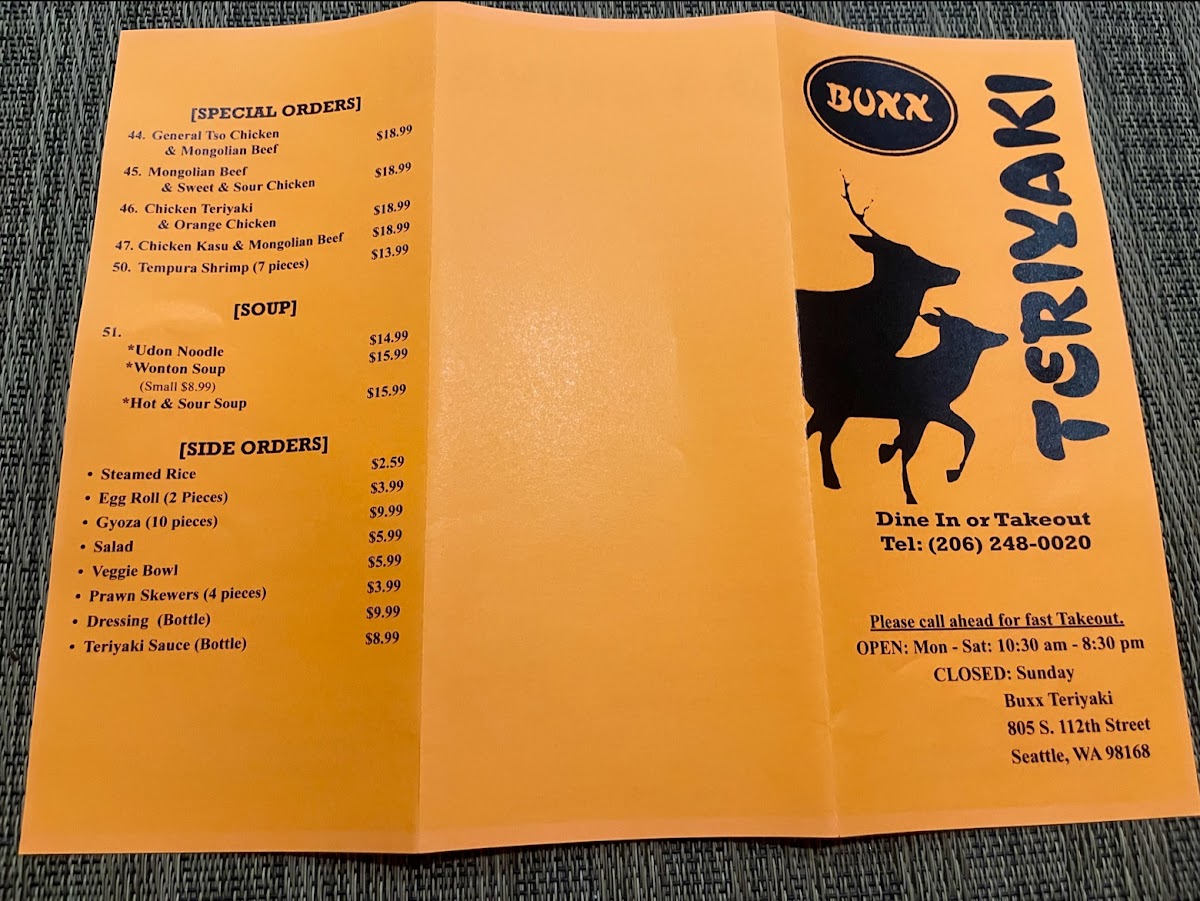 [SPECIAL ORDERS]
44. General Tso Chicken $18.99
& Mongolian Beef
45. Mongolian Beef $18.99
& Sweet & Sour Chicken
46. Chicken Teriyaki $18.99
& Orange Chicken
47. Chicken Kasu & Mongolian Beef $18.99
50. Tempura Shrimp (7 pieces) $13.99
[SOUP]
51.
*Udon Noodle $14.99
*Wonton Soup $15.99
(Small $8.99)
*Hot & Sour Soup $15.99
[SIDE ORDERS]
• Steamed Rice $2.59
• Egg Roll (2 Pieces) $3.99
• Gyoza (10 pieces) $9.99
• Salad $5.99
• Veggie Bowl $5.99
• Prawn Skewers (4 pieces) $3.99
• Dressing (Bottle) $9.99
• Teriyaki Sauce (Bottle) $8.99
BUXX
TERIYAKI
Dine In or Takeout
Tel: (206) 248-0020
Please call ahead for fast Takeout.
OPEN: Mon - Sat: 10:30 am - 8:30 pm
CLOSED: Sunday
Buxx Teriyaki
805 S. 112th Street
Seattle, WA 98168